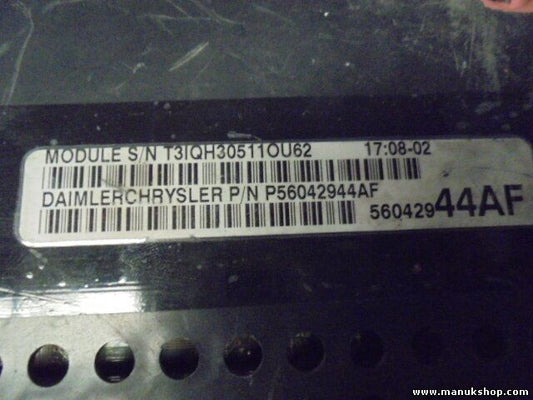 MODULE S/N T3IQH30511OU62 17:08-02
DAIMLERCHRYSLER P/N P56042944AF
56042944AF
www.manukshop.com